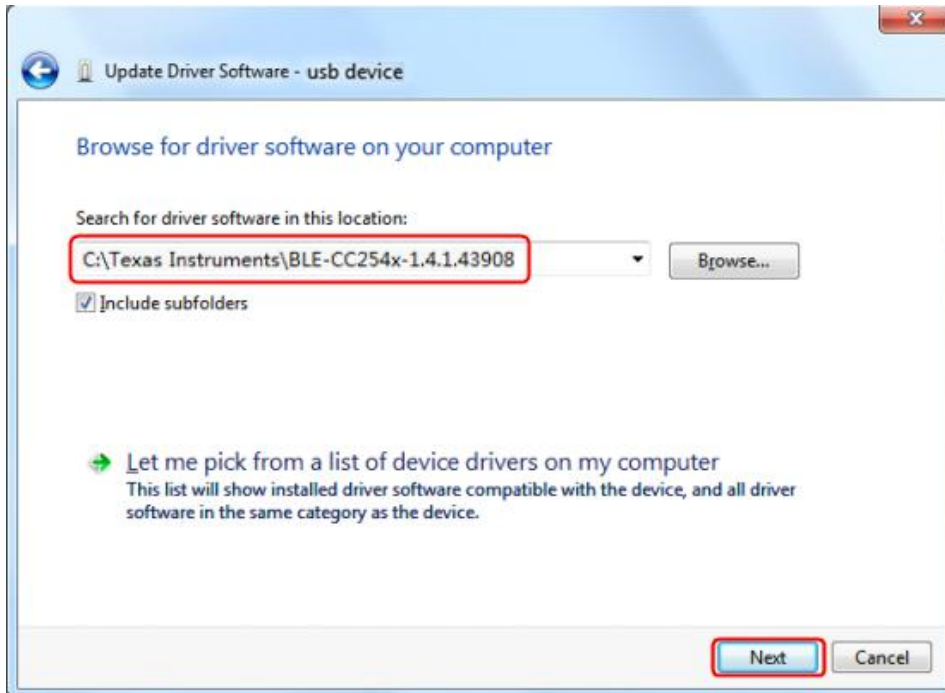 Update Driver Software - usb device
Browse for driver software on your computer
Search for driver software in this location:
C:\Texas Instruments\BLE-CC254x-1.4.1.43908
Browse...
Include subfolders
Let me pick from a list of device drivers on my computer
This list will show installed driver software compatible with the device, and all driver
software in the same category as the device.
Next
Cancel